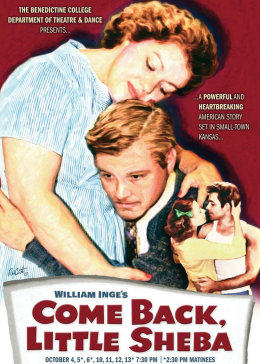 THE BENEDICTINE COLLEGE
DEPARTMENT OF THEATRE & DANCE
PRESENTS...
...A POWERFUL AND
HEARTBREAKING
AMERICAN STORY
SET IN SMALL-TOWN
KANSAS...
WILLIAM INGE'S
COME BACK,
LITTLE SHEBA
OCTOBER 4, 5*, 6*, 10, 11, 12, 13* 7:30 PM | *2:30 PM MATINEES